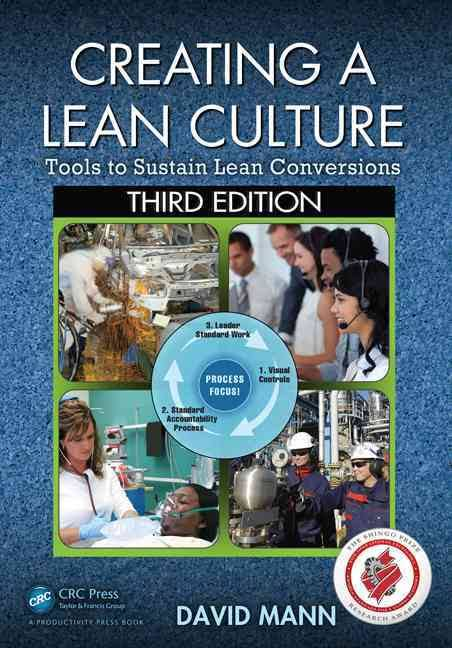 CREATING A
LEAN CULTURE
Tools to Sustain Lean Conversions
THIRD EDITION
3. Leader
Standard Work
1. Visual
Controls
PROCESS
FOCUS!
2. Standard
Accountability
Process
THE SHINGO PRIZE
RESEARCH AWARD
CRC
CRC Press
Taylor & Francis Group
A PRODUCTIVITY PRESS BOOK
DAVID MANN